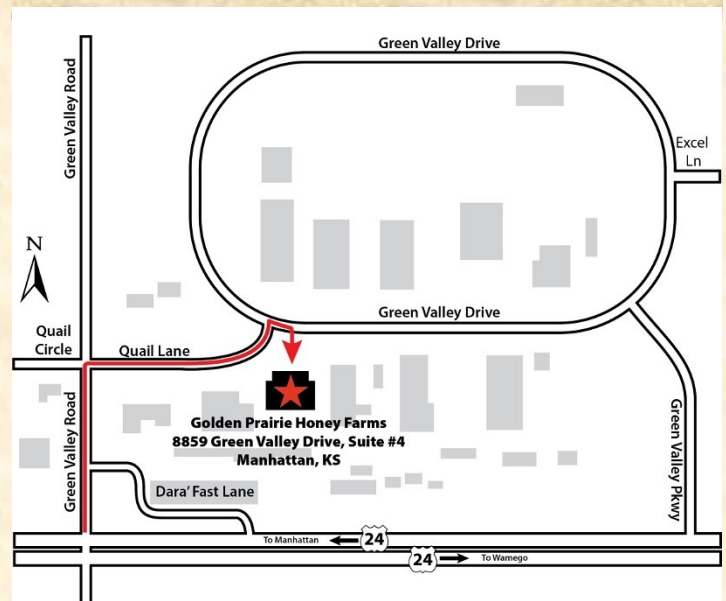 Green Valley Drive
Green Valley Road
Excel
Ln
N
Green Valley Drive
Quail
Circle
Quail Lane
Golden Prairie Honey Farms
8859 Green Valley Drive, Suite #4
Manhattan, KS
Green Valley Road
Green Valley Pkwy
Dara' Fast Lane
To Manhattan
24
24
To Wamego